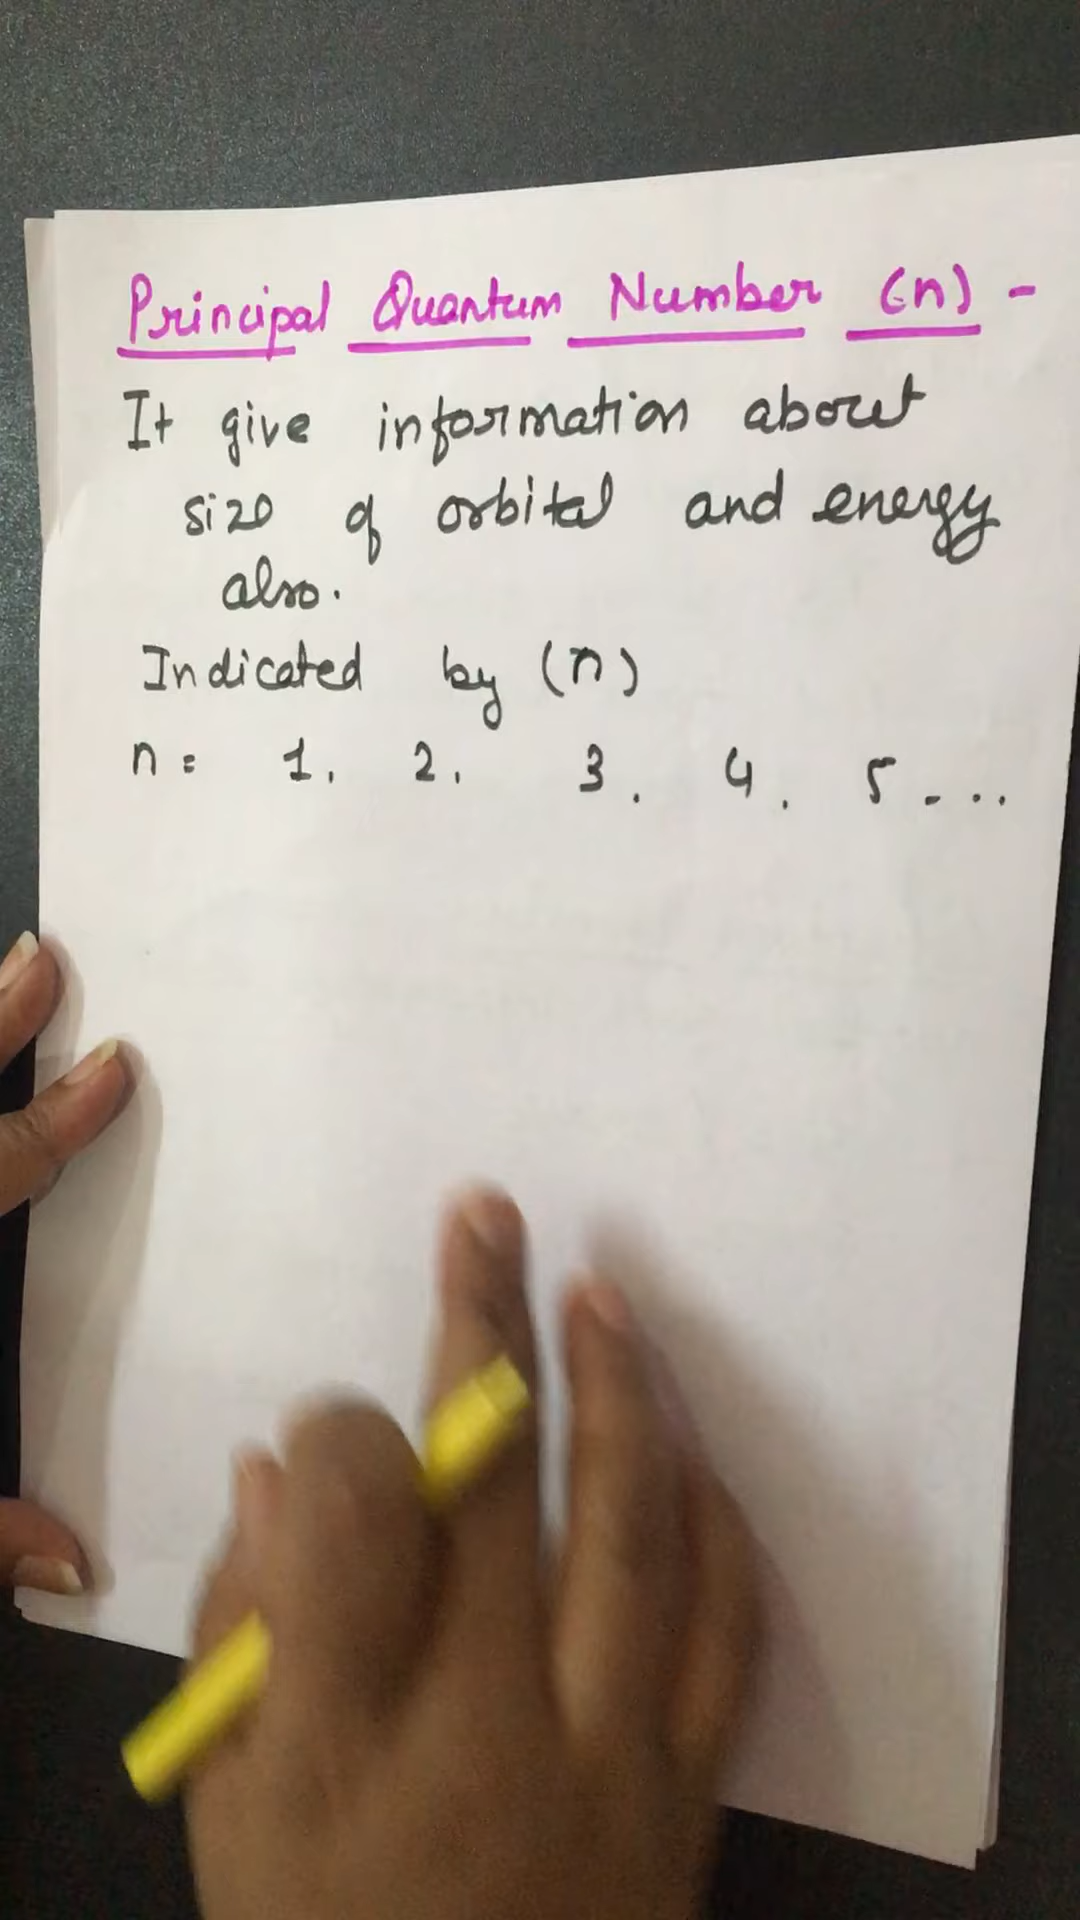 Principal Quantum Number (n) -
It give information about
size of orbital and energy
also.
Indicated by (n)
n = 1, 2, 3, 4, 5 - ...